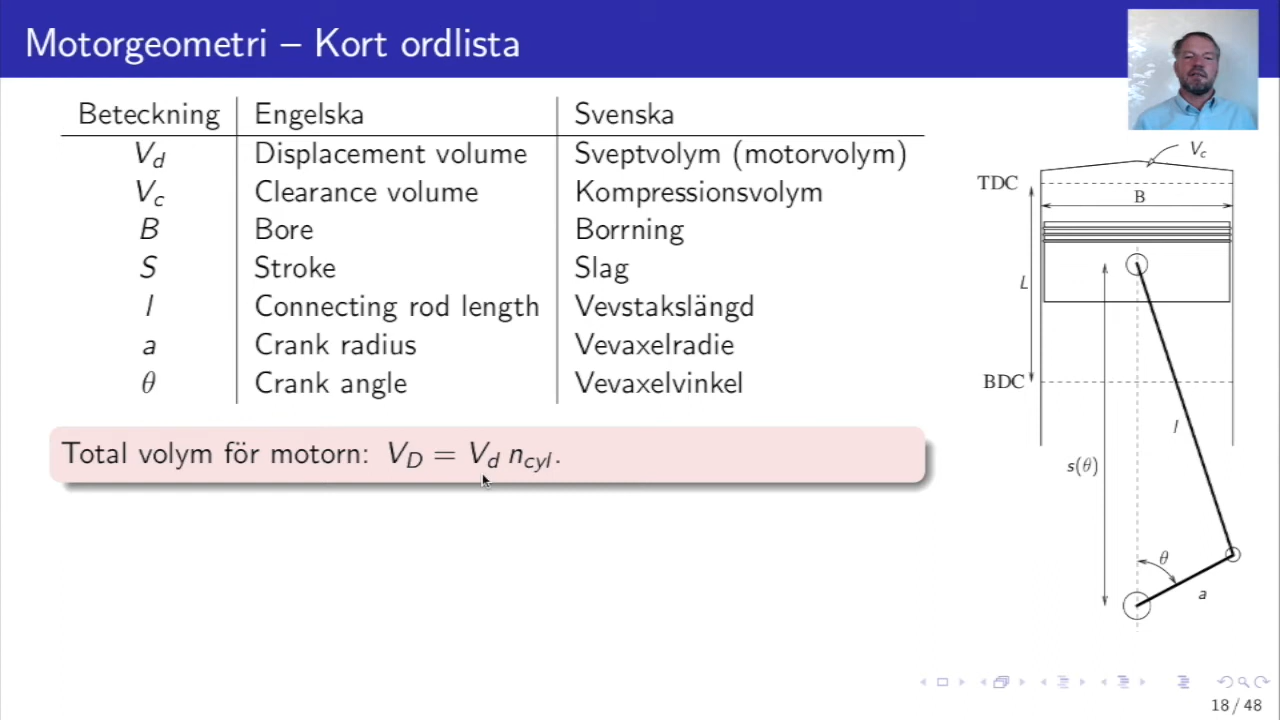 Motorgeometri – Kort ordlista
Beteckning Engelska Svenska
V_d Displacement volume Sveptvolym (motorvolym)
V_c Clearance volume Kompressionsvolym
B Bore Borrning
S Stroke Slag
l Connecting rod length Vevstakslängd
a Crank radius Vevaxelradie
θ Crank angle Vevaxelvinkel
Total volym för motorn: V_D = V_d n_cyl.
V_c
TDC
B
L
BDC
l
s(θ)
θ
a
18 / 48